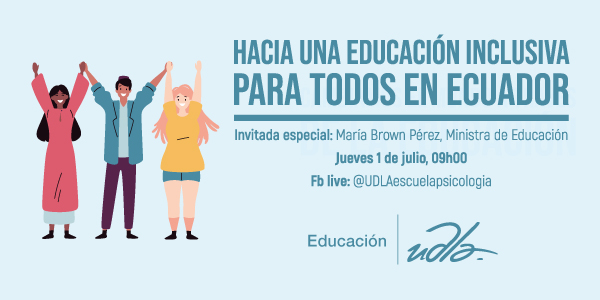 HACIA UNA EDUCACIÓN INCLUSIVA
PARA TODOS EN ECUADOR
Invitada especial: María Brown Pérez, Ministra de Educación
Jueves 1 de julio, 09h00
Fb live: @UDLAescuelapsicologia
Educación
udla.